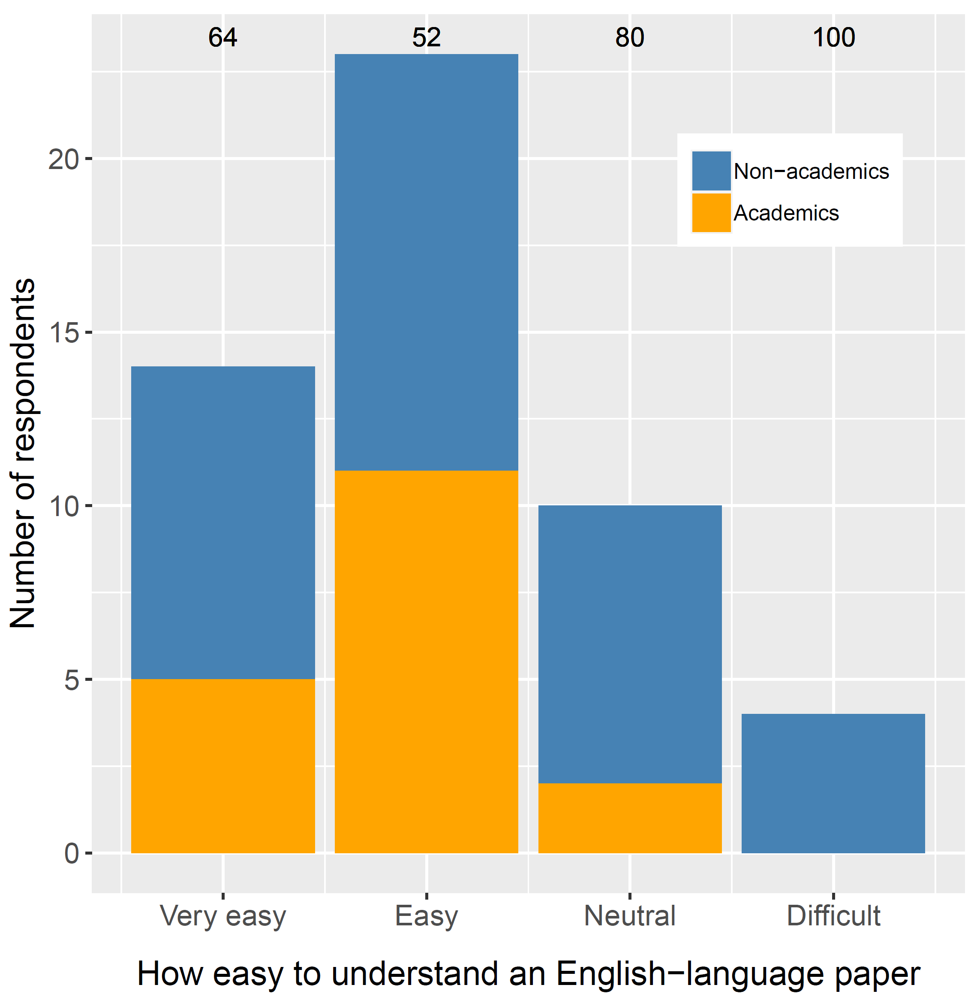 64 52 80 100
Non−academics
Academics
20
15
10
5
0
Number of respondents
Very easy Easy Neutral Difficult
How easy to understand an English−language paper